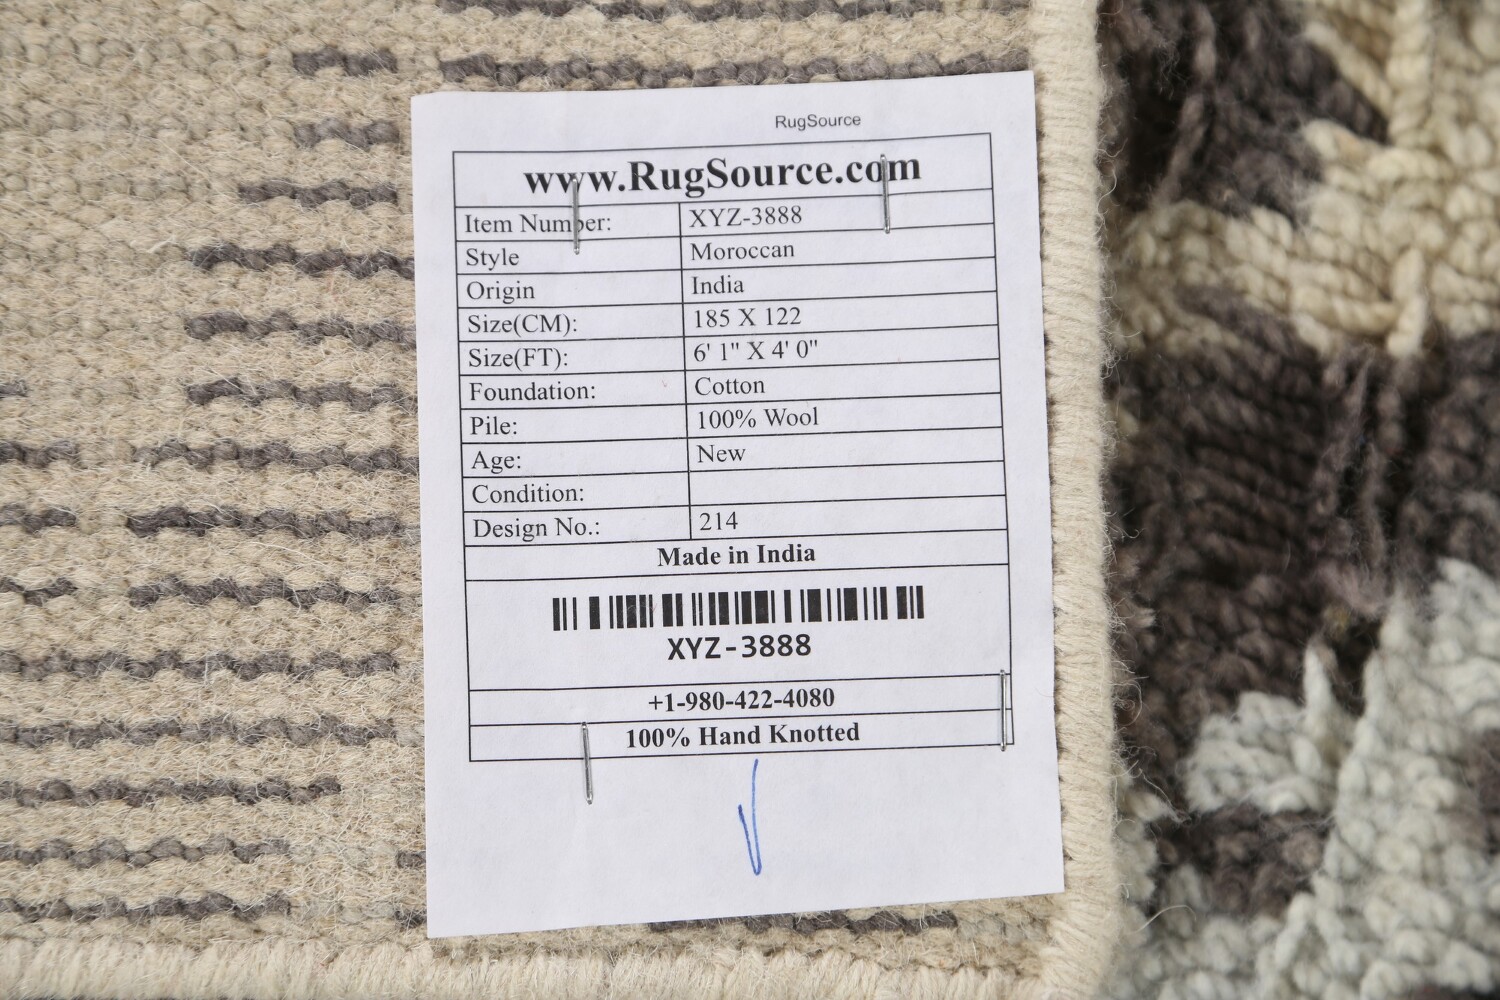 RugSource
www.RugSource.com
Item Number: XYZ-3888
Style Moroccan
Origin India
Size(CM): 185 X 122
Size(FT): 6' 1" X 4' 0"
Foundation: Cotton
Pile: 100% Wool
Age: New
Condition:
Design No.: 214
Made in India
XYZ-3888
+1-980-422-4080
100% Hand Knotted